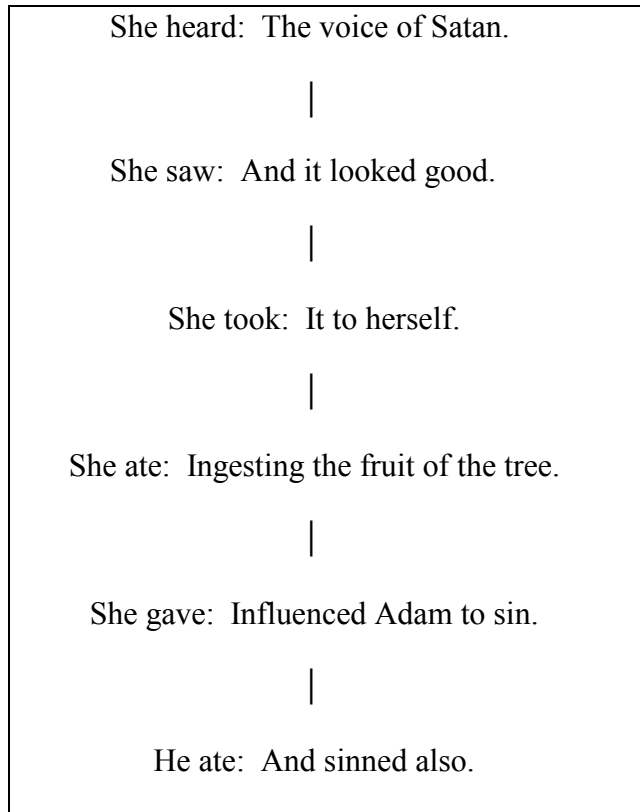 She heard: The voice of Satan.
She saw: And it looked good.
She took: It to herself.
She ate: Ingesting the fruit of the tree.
She gave: Influenced Adam to sin.
He ate: And sinned also.